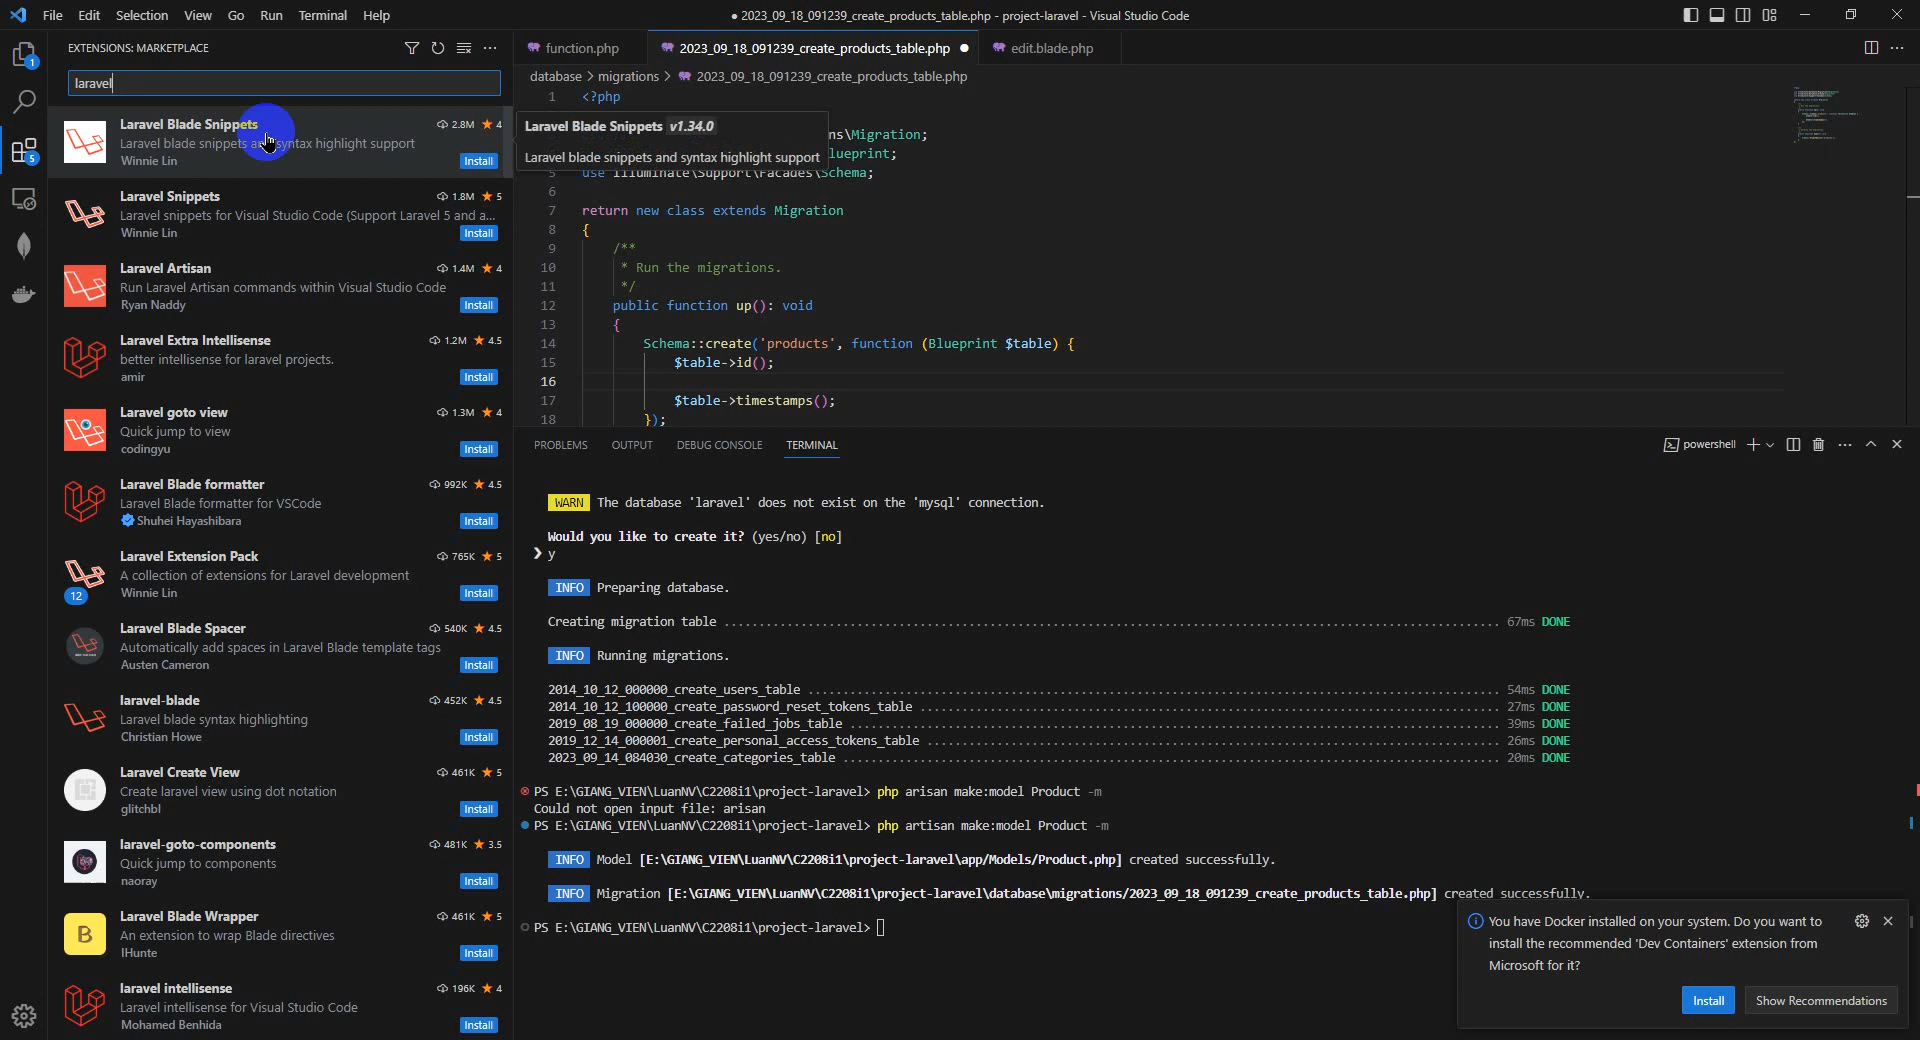 File Edit Selection View Go Run Terminal Help
● 2023_09_18_091239_create_products_table.php - project-laravel - Visual Studio Code
EXTENSIONS: MARKETPLACE
laravel
Laravel Blade Snippets 2.8M ★ 4
Laravel blade snippets and syntax highlight support
Winnie Lin Install
Laravel Snippets 1.8M ★ 5
Laravel snippets for Visual Studio Code (Support Laravel 5 and a...
Winnie Lin Install
Laravel Artisan 1.4M ★ 4
Run Laravel Artisan commands within Visual Studio Code
Ryan Naddy Install
Laravel Extra Intellisense 1.2M ★ 4.5
better intellisense for laravel projects.
amir Install
Laravel goto view 1.3M ★ 4
Quick jump to view
codingyu Install
Laravel Blade formatter 992K ★ 4.5
Laravel Blade formatter for VSCode
Shuhei Hayashibara Install
Laravel Extension Pack 765K ★ 5
A collection of extensions for Laravel development
12 Winnie Lin Install
Laravel Blade Spacer 540K ★ 4.5
Automatically add spaces in Laravel Blade template tags
Austen Cameron Install
laravel-blade 452K ★ 4.5
Laravel blade syntax highlighting
Christian Howe Install
Laravel Create View 461K ★ 5
Create laravel view using dot notation
glitchbl Install
laravel-goto-components 481K ★ 3.5
Quick jump to components
naoray Install
Laravel Blade Wrapper 461K ★ 5
B An extension to wrap Blade directives
IHunte Install
laravel intellisense 196K ★ 4
Laravel intellisense for Visual Studio Code
Mohamed Benhida Install
1
5
function.php 2023_09_18_091239_create_products_table.php ● edit.blade.php
database > migrations > 2023_09_18_091239_create_products_table.php
1 <?php
Laravel Blade Snippets v1.34.0
Laravel blade snippets and syntax highlight support
ns\Migration;
lueprint;
5 use Illuminate\Support\Facades\Schema;
6
7 return new class extends Migration
8 {
9 /**
10 * Run the migrations.
11 */
12 public function up(): void
13 {
14 Schema::create('products', function (Blueprint $table) {
15 $table->id();
16
17 $table->timestamps();
18 });
PROBLEMS OUTPUT DEBUG CONSOLE TERMINAL powershell
WARN The database 'laravel' does not exist on the 'mysql' connection.
Would you like to create it? (yes/no) [no]
❯ y
INFO Preparing database.
Creating migration table ........ 67ms DONE
INFO Running migrations.
2014_10_12_000000_create_users_table ........ 54ms DONE
2014_10_12_100000_create_password_reset_tokens_table ........ 27ms DONE
2019_08_19_000000_create_failed_jobs_table ........ 39ms DONE
2019_12_14_000001_create_personal_access_tokens_table ........ 26ms DONE
2023_09_14_084030_create_categories_table ........ 20ms DONE
PS E:\GIANG_VIEN\LuanNV\C2208i1\project-laravel> php arisan make:model Product -m
Could not open input file: arisan
PS E:\GIANG_VIEN\LuanNV\C2208i1\project-laravel> php artisan make:model Product -m
INFO Model [E:\GIANG_VIEN\LuanNV\C2208i1\project-laravel\app/Models/Product.php] created successfully.
INFO Migration [E:\GIANG_VIEN\LuanNV\C2208i1\project-laravel\database\migrations/2023_09_18_091239_create_products_table.php] created successfully.
PS E:\GIANG_VIEN\LuanNV\C2208i1\project-laravel>
You have Docker installed on your system. Do you want to
install the recommended 'Dev Containers' extension from
Microsoft for it?
Install Show Recommendations